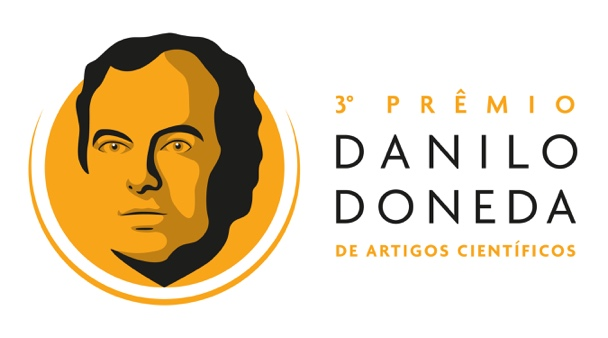 3º PRÊMIO
DANILO
DONEDA
DE ARTIGOS CIENTÍFICOS